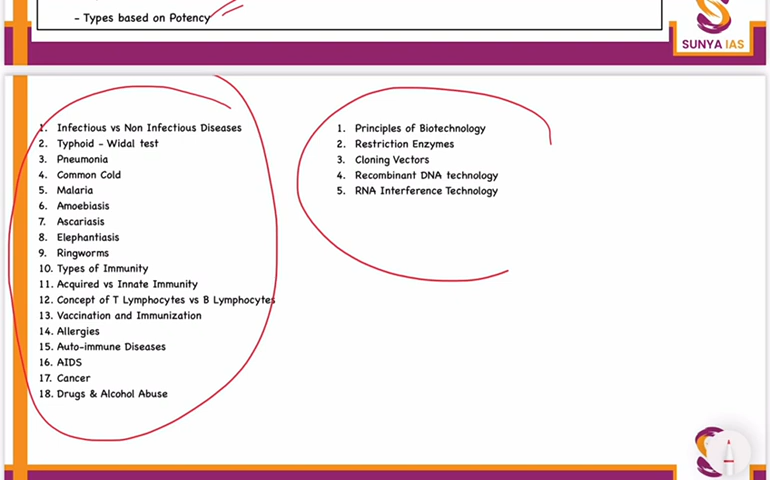 - Types based on Potency
SUNYA IAS
1. Infectious vs Non Infectious Diseases
2. Typhoid - Widal test
3. Pneumonia
4. Common Cold
5. Malaria
6. Amoebiasis
7. Ascariasis
8. Elephantiasis
9. Ringworms
10. Types of Immunity
11. Acquired vs Innate Immunity
12. Concept of T Lymphocytes vs B Lymphocytes
13. Vaccination and Immunization
14. Allergies
15. Auto-immune Diseases
16. AIDS
17. Cancer
18. Drugs & Alcohol Abuse
1. Principles of Biotechnology
2. Restriction Enzymes
3. Cloning Vectors
4. Recombinant DNA technology
5. RNA Interference Technology